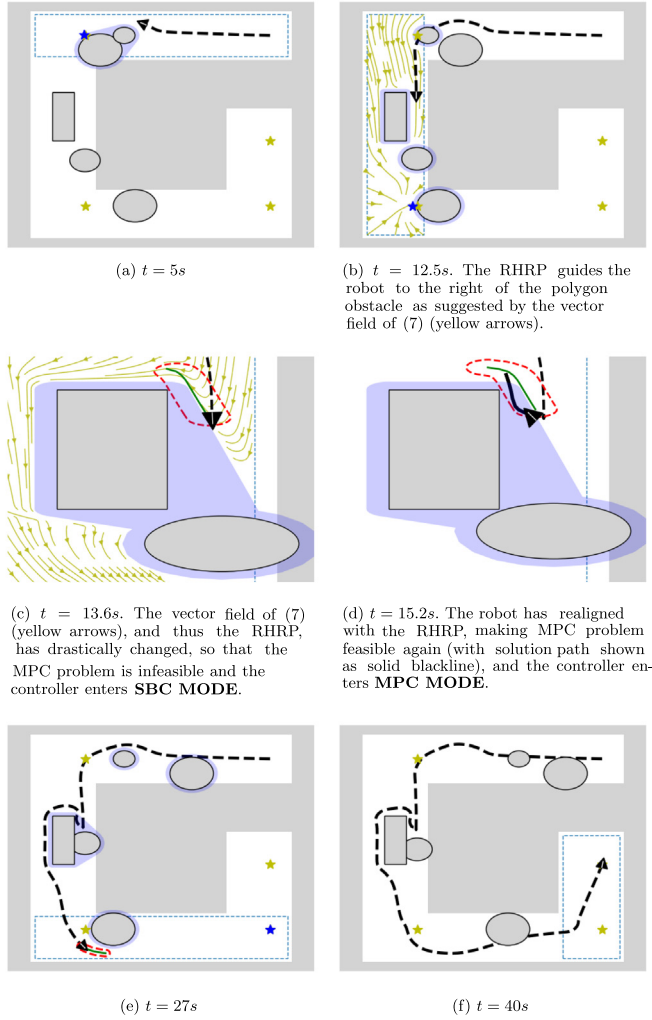 (a) t = 5s
(b) t = 12.5s. The RHRP guides the
robot to the right of the polygon
obstacle as suggested by the vector
field of (7) (yellow arrows).
(c) t = 13.6s. The vector field of (7)
(yellow arrows), and thus the RHRP,
has drastically changed, so that the
MPC problem is infeasible and the
controller enters SBC MODE.
(d) t = 15.2s. The robot has realigned
with the RHRP, making MPC problem
feasible again (with solution path shown
as solid blackline), and the controller en-
ters MPC MODE.
(e) t = 27s
(f) t = 40s